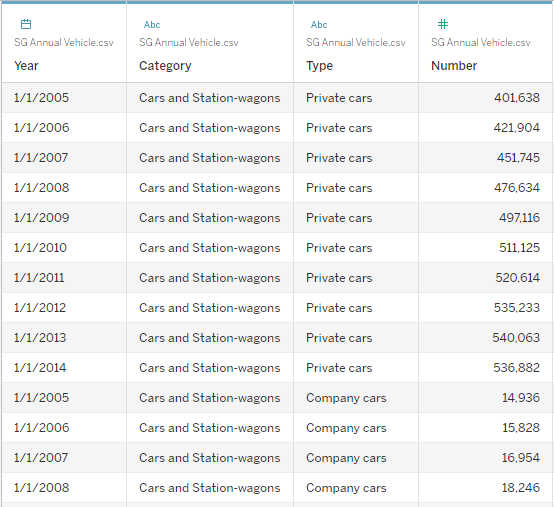 Abc Abc #
SG Annual Vehicle.csv SG Annual Vehicle.csv SG Annual Vehicle.csv SG Annual Vehicle.csv
Year Category Type Number
1/1/2005 Cars and Station-wagons Private cars 401,638
1/1/2006 Cars and Station-wagons Private cars 421,904
1/1/2007 Cars and Station-wagons Private cars 451,745
1/1/2008 Cars and Station-wagons Private cars 476,634
1/1/2009 Cars and Station-wagons Private cars 497,116
1/1/2010 Cars and Station-wagons Private cars 511,125
1/1/2011 Cars and Station-wagons Private cars 520,614
1/1/2012 Cars and Station-wagons Private cars 535,233
1/1/2013 Cars and Station-wagons Private cars 540,063
1/1/2014 Cars and Station-wagons Private cars 536,882
1/1/2005 Cars and Station-wagons Company cars 14,936
1/1/2006 Cars and Station-wagons Company cars 15,828
1/1/2007 Cars and Station-wagons Company cars 16,954
1/1/2008 Cars and Station-wagons Company cars 18,246